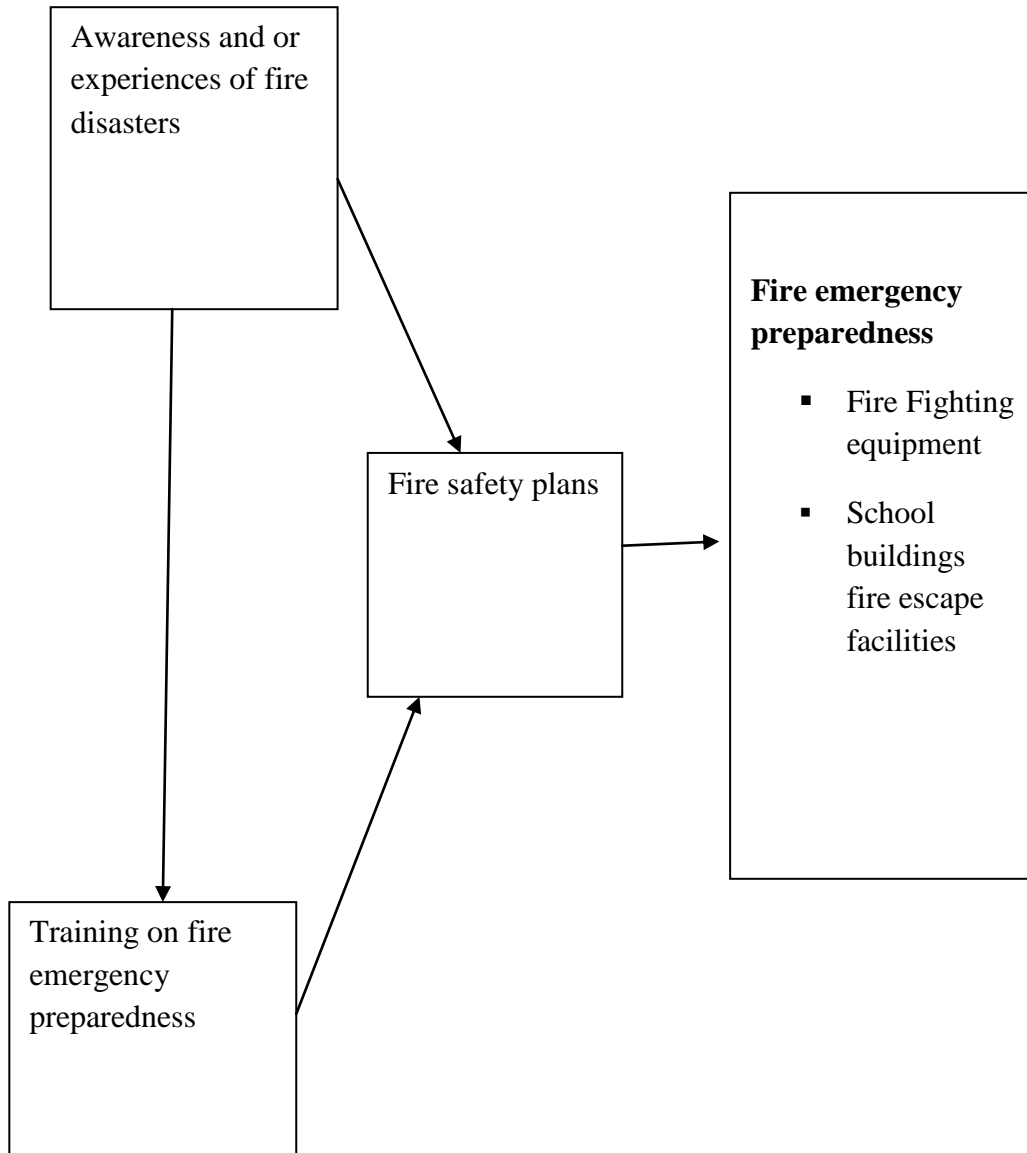 Awareness and or
experiences of fire
disasters
Fire emergency
preparedness
▪ Fire Fighting
equipment
▪ School
buildings
fire escape
facilities
Fire safety plans
Training on fire
emergency
preparedness